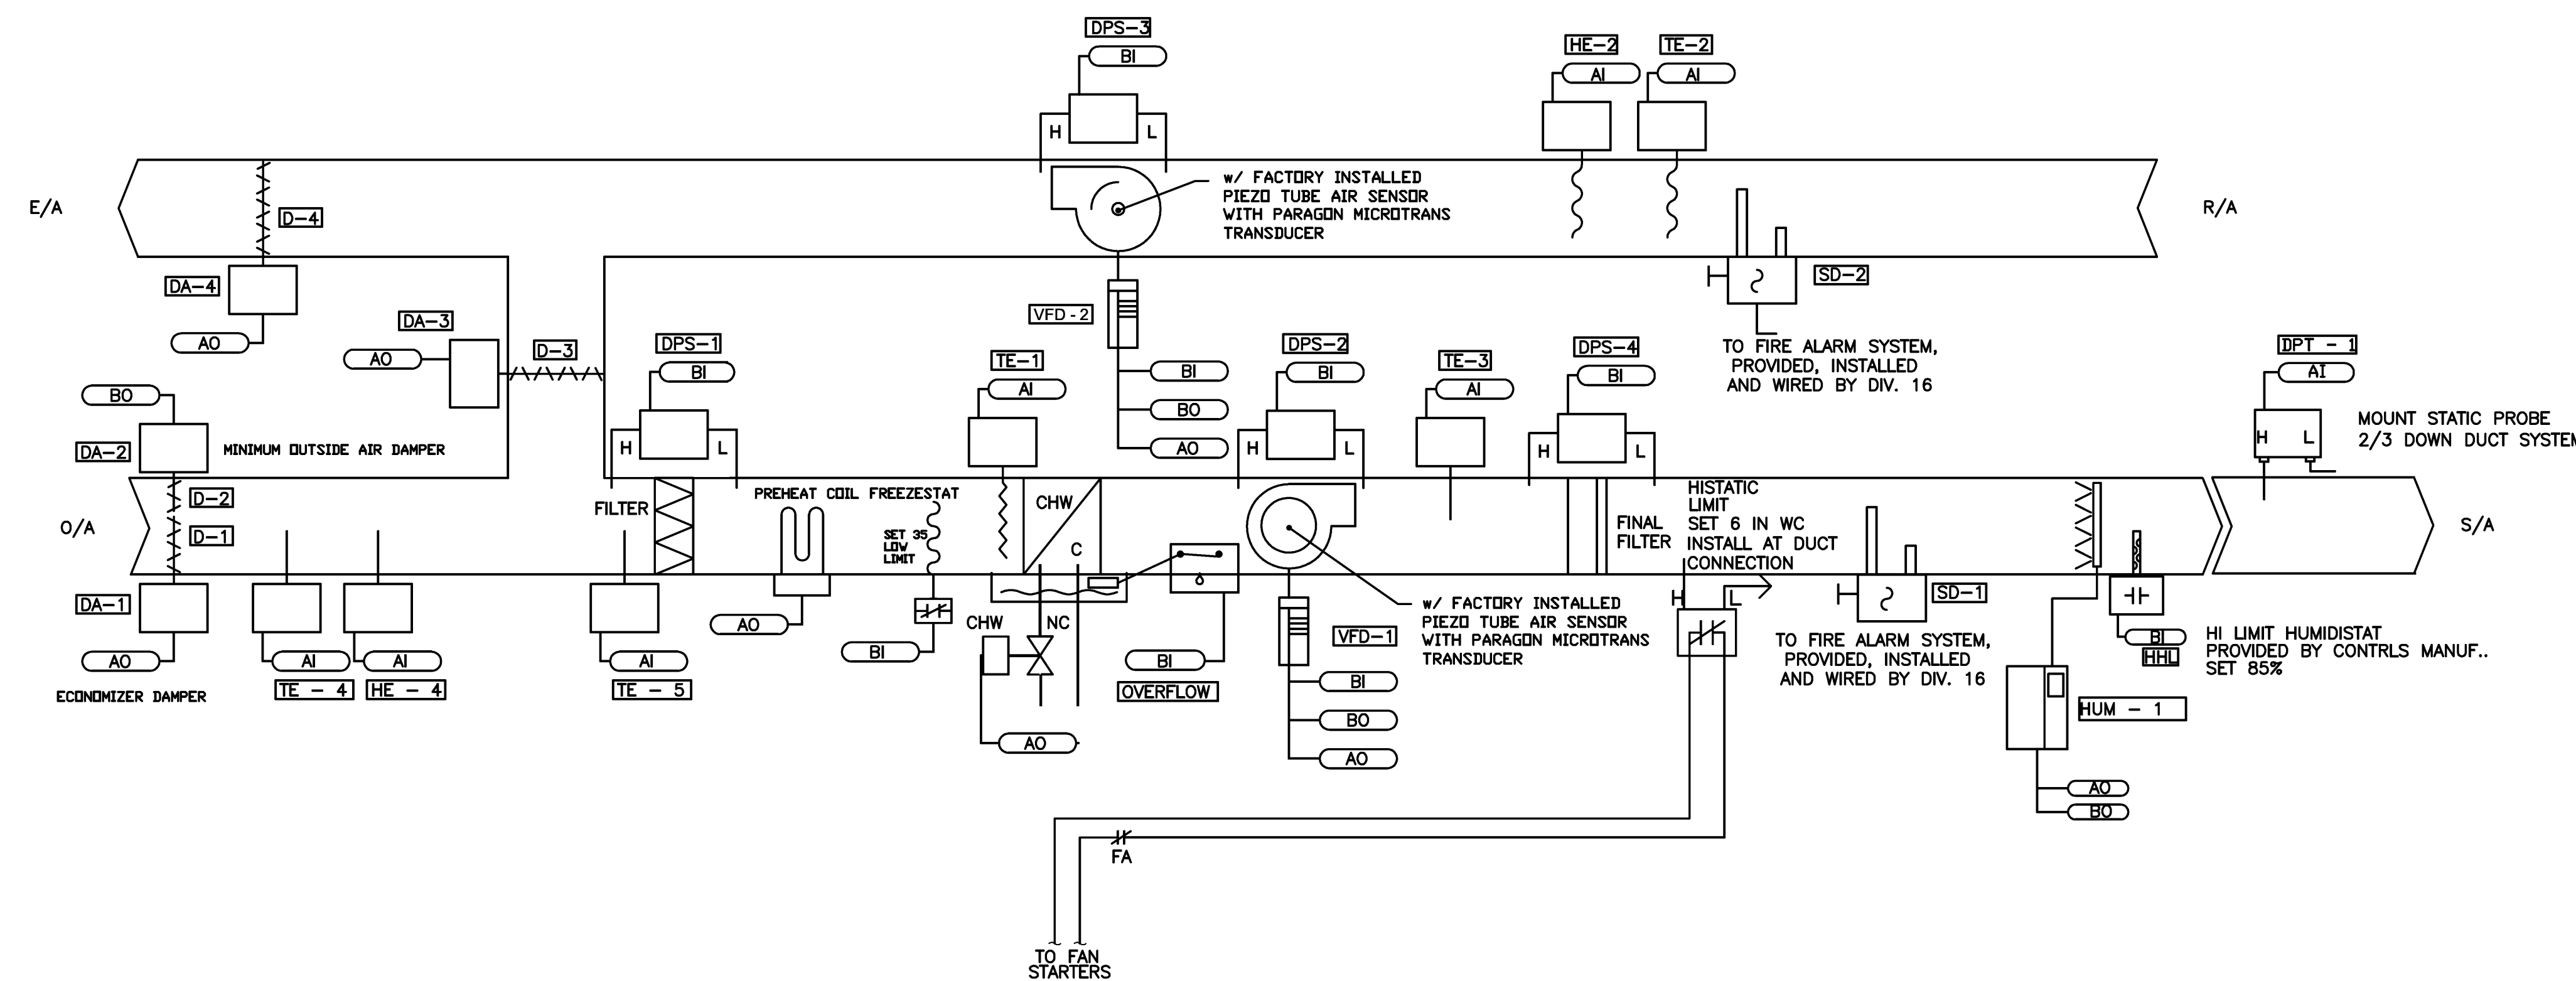 DPS-3
BI
H
L
HE-2
AI
TE-2
AI
E/A
D-4
w/ FACTORY INSTALLED
PIEZO TUBE AIR SENSOR
WITH PARAGON MICROTRANS
TRANSDUCER
R/A
DA-4
AO
DA-3
AO
D-3
VFD - 2
BI
BO
AO
SD-2
TO FIRE ALARM SYSTEM,
PROVIDED, INSTALLED
AND WIRED BY DIV. 16
BO
DA-2
MINIMUM OUTSIDE AIR DAMPER
DPS-1
BI
H
L
TE-1
AI
DPS-2
BI
H
L
TE-3
AI
DPS-4
BI
H
L
DPT - 1
AI
H
L
MOUNT STATIC PROBE
2/3 DOWN DUCT SYSTEM
O/A
D-2
D-1
FILTER
PREHEAT COIL FREEZESTAT
SET 35
LOW
LIMIT
CHW
C
FINAL
FILTER
HISTATIC
LIMIT
SET 6 IN WC
INSTALL AT DUCT
CONNECTION
S/A
DA-1
AO
ECONOMIZER DAMPER
AI
TE - 4
AI
HE - 4
AI
TE - 5
AO
BI
CHW
NC
AO
BI
OVERFLOW
VFD-1
BI
BO
AO
w/ FACTORY INSTALLED
PIEZO TUBE AIR SENSOR
WITH PARAGON MICROTRANS
TRANSDUCER
H
L
SD-1
TO FIRE ALARM SYSTEM,
PROVIDED, INSTALLED
AND WIRED BY DIV. 16
BI
HHL
HI LIMIT HUMIDISTAT
PROVIDED BY CONTRLS MANUF..
SET 85%
HUM - 1
AO
BO
FA
TO FAN
STARTERS